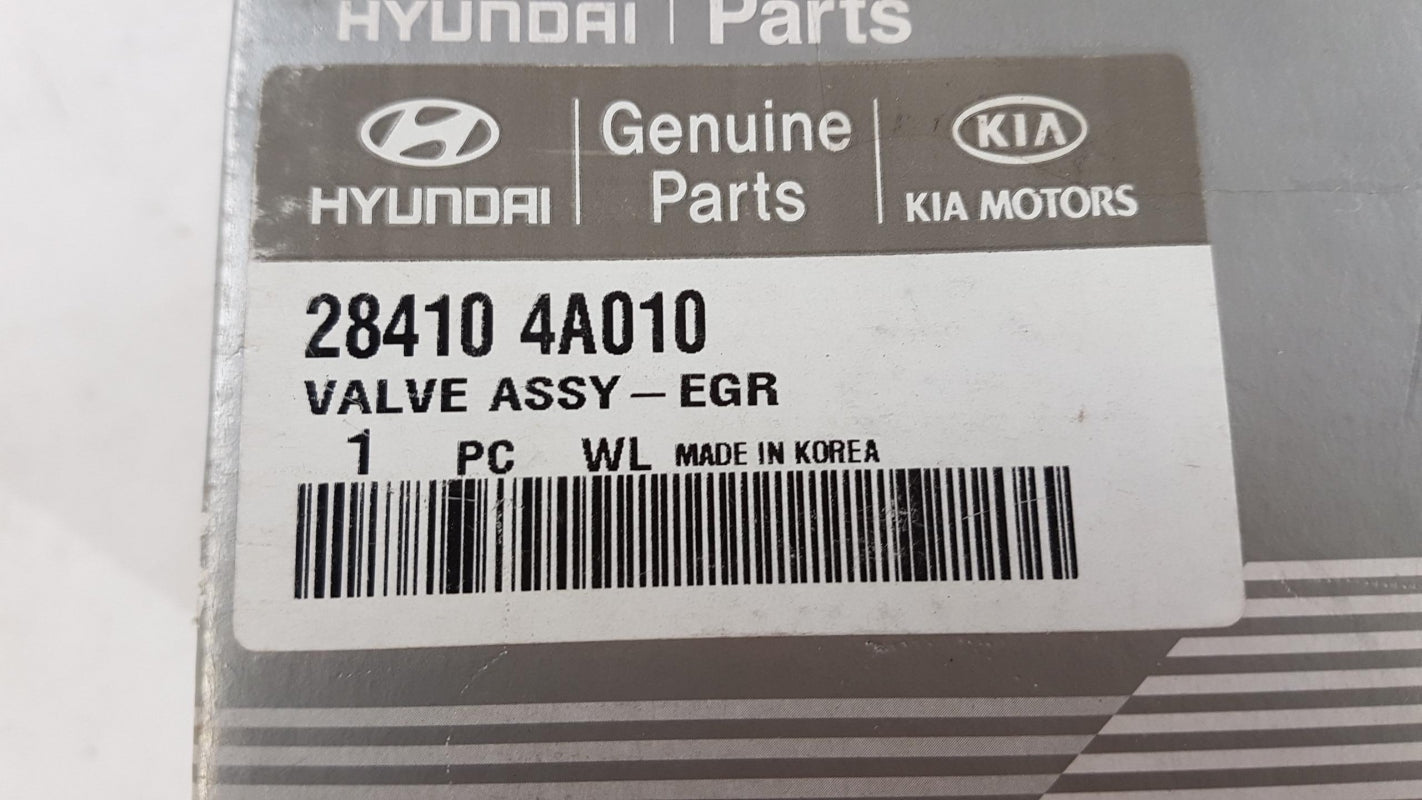 HYUNDAI | Parts
HYUNDAI
Genuine
Parts
KIA
KIA MOTORS
28410 4A010
VALVE ASSY-EGR
1 PC WL MADE IN KOREA